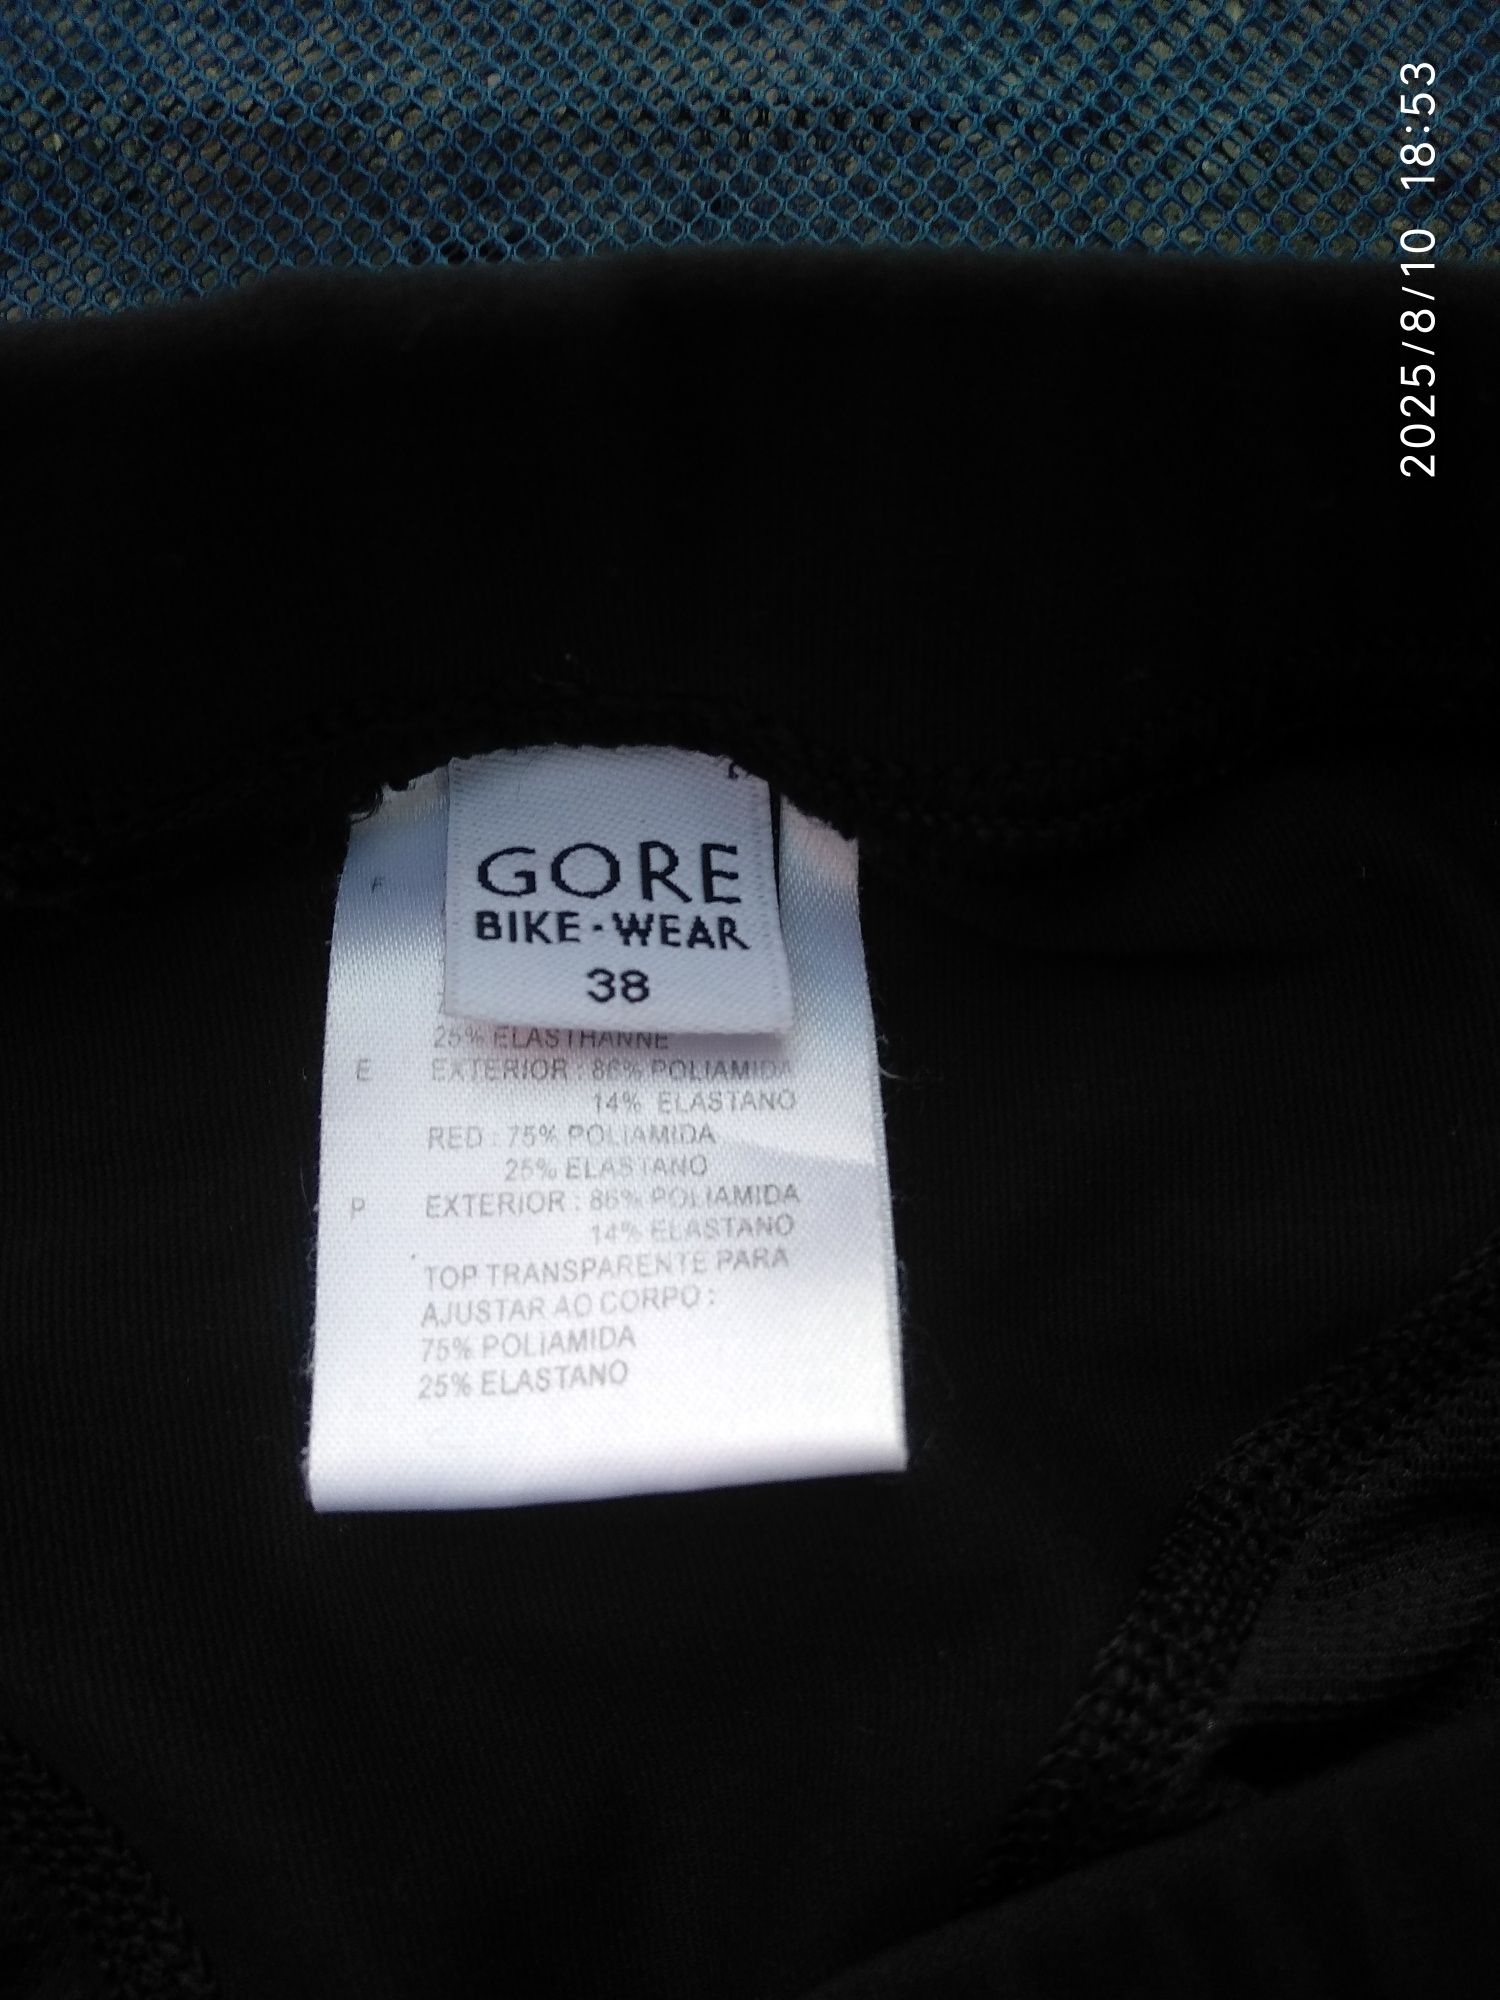 2025/8/10 18:53
GORE
BIKE-WEAR
38
F
25% ELASTHANNE
E EXTERIOR : 86% POLIAMIDA
14% ELASTANO
RED : 75% POLIAMIDA
25% ELASTANO
P EXTERIOR : 86% POLIAMIDA
14% ELASTANO
TOP TRANSPARENTE PARA
AJUSTAR AO CORPO :
75% POLIAMIDA
25% ELASTANO